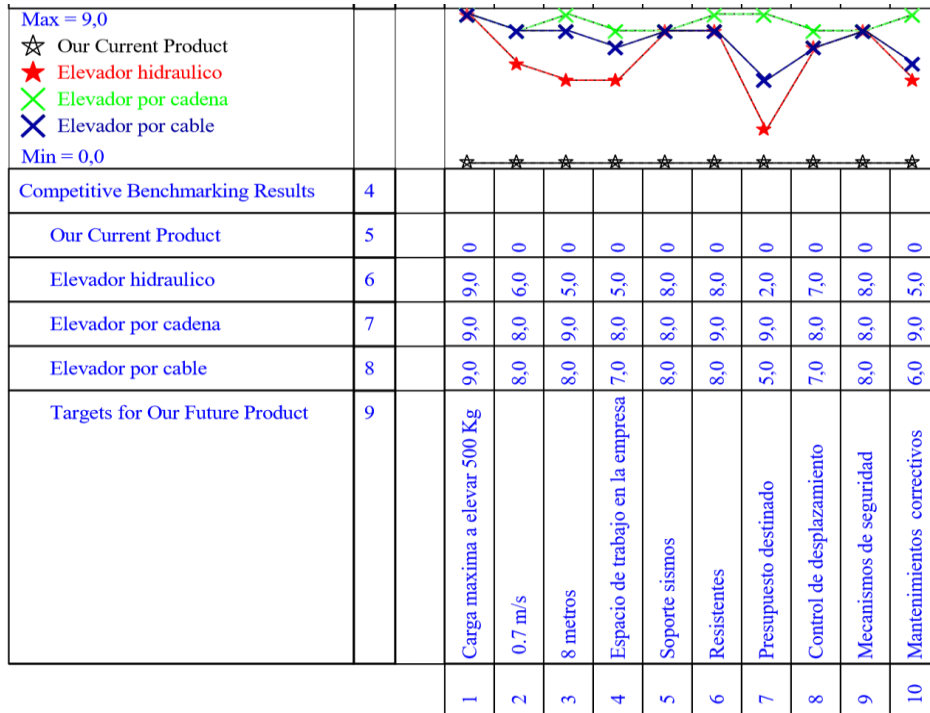 Max = 9,0
Our Current Product
Elevador hidraulico
Elevador por cadena
Elevador por cable
Min = 0,0
Competitive Benchmarking Results 4
Our Current Product 5 0 0 0 0 0 0 0 0 0 0
Elevador hidraulico 6 9,0 6,0 5,0 5,0 8,0 8,0 2,0 7,0 8,0 5,0
Elevador por cadena 7 9,0 8,0 9,0 8,0 8,0 9,0 9,0 8,0 8,0 9,0
Elevador por cable 8 9,0 8,0 8,0 7,0 8,0 8,0 5,0 7,0 8,0 6,0
Targets for Our Future Product 9
Carga maxima a elevar 500 Kg
0.7 m/s
8 metros
Espacio de trabajo en la empresa
Soporte sismos
Resistentes
Presupuesto destinado
Control de desplazamiento
Mecanismos de seguridad
Mantenimientos correctivos
1 2 3 4 5 6 7 8 9 10